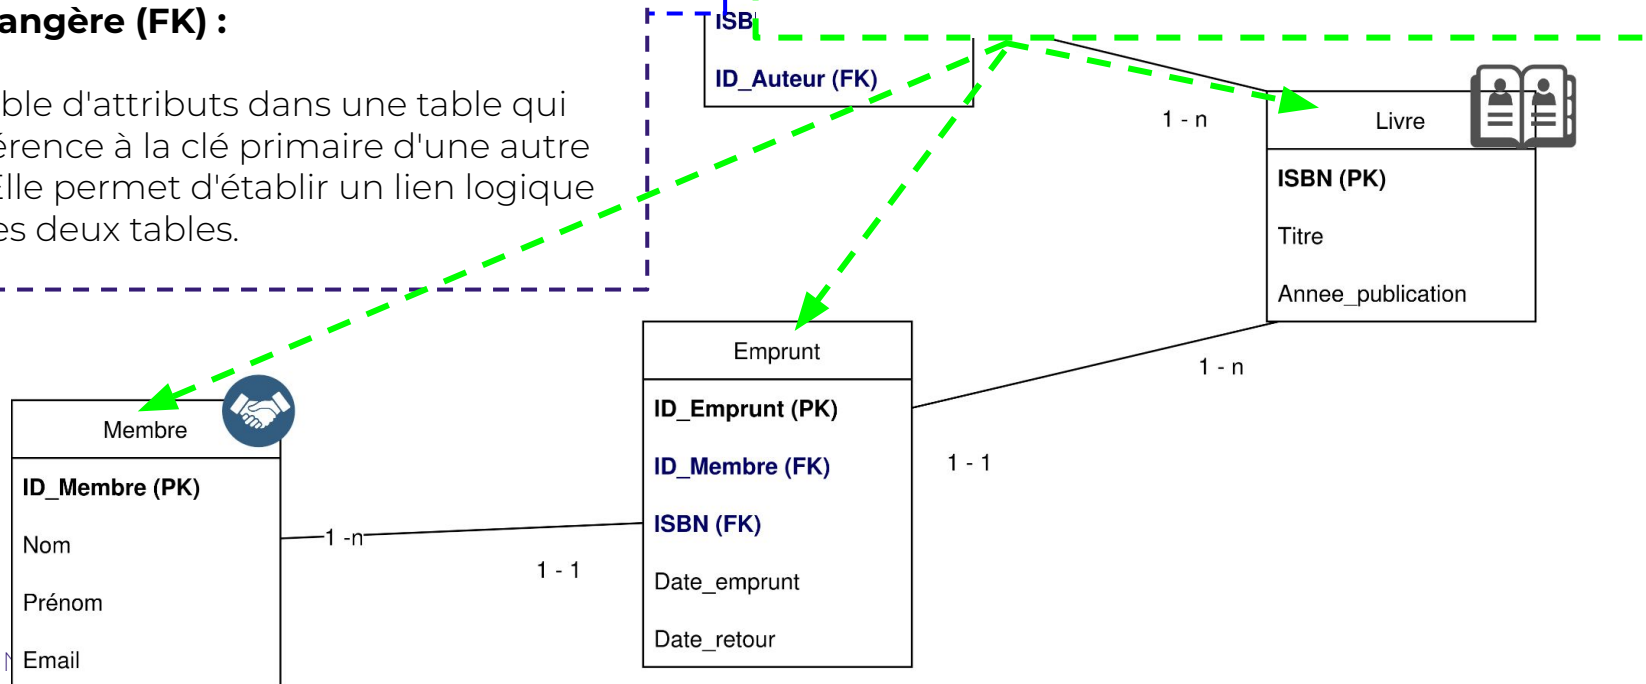 angère (FK) :
ble d'attributs dans une table qui
érence à la clé primaire d'une autre
Elle permet d'établir un lien logique
es deux tables.
ISB
ID_Auteur (FK)
1 - n
Livre
ISBN (PK)
Titre
Annee_publication
1 - n
Emprunt
ID_Emprunt (PK)
ID_Membre (FK)
ISBN (FK)
Date_emprunt
Date_retour
1 - 1
Membre
ID_Membre (PK)
Nom
Prénom
Email
1 -n
1 - 1